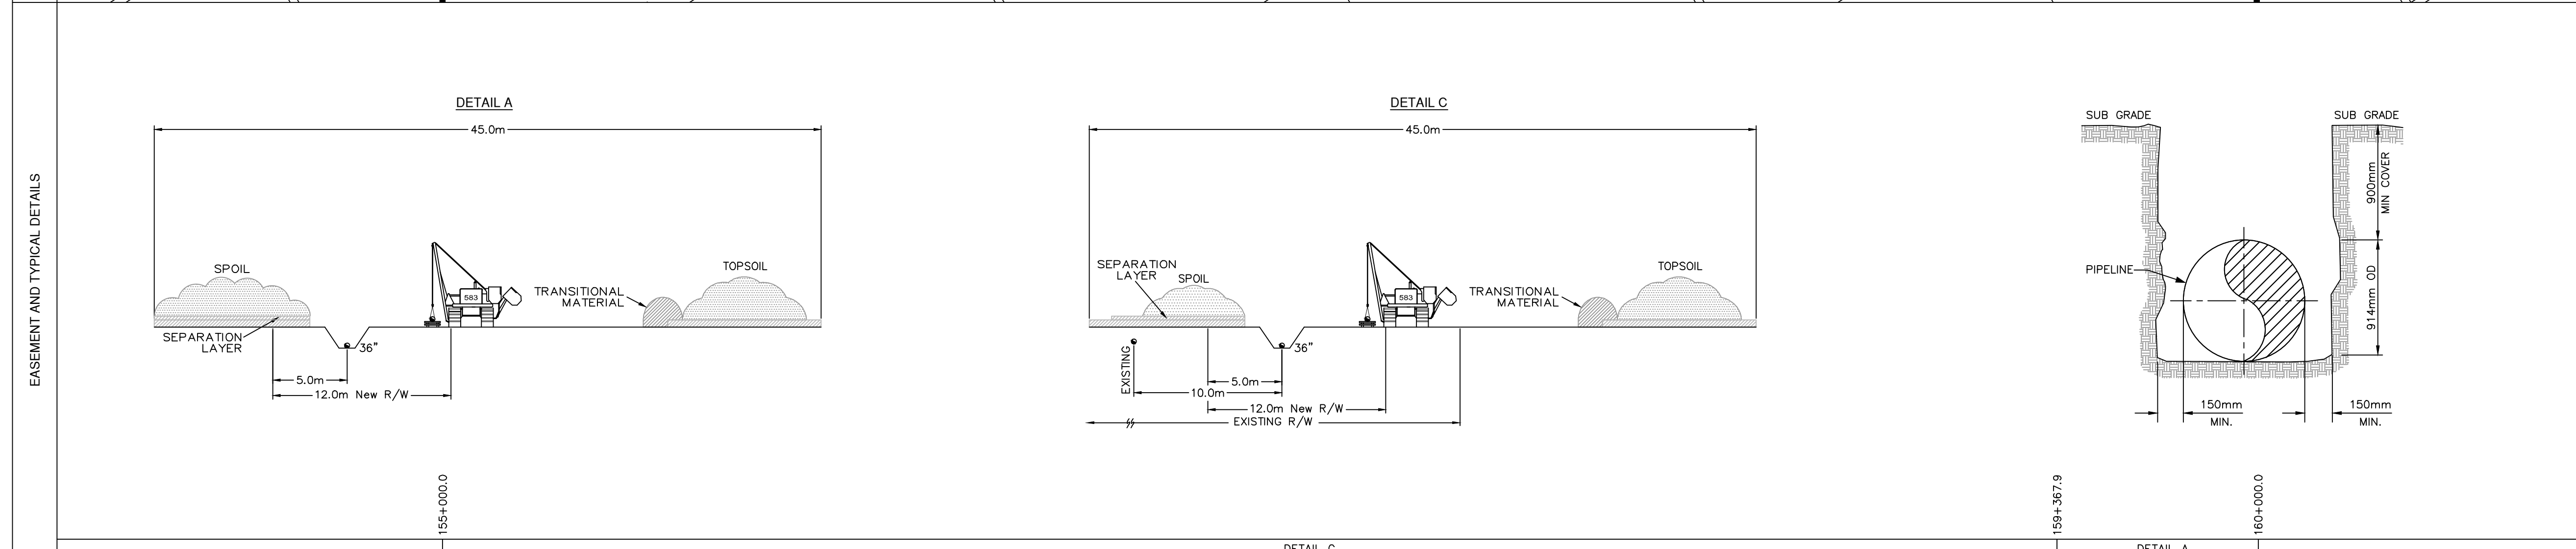 EASEMENT AND TYPICAL DETAILS
DETAIL A
45.0m
SPOIL
SEPARATION
LAYER
583
TRANSITIONAL
MATERIAL
TOPSOIL
36"
5.0m
12.0m New R/W
DETAIL C
45.0m
SEPARATION
LAYER
SPOIL
583
TRANSITIONAL
MATERIAL
TOPSOIL
EXISTING
36"
5.0m
10.0m
12.0m New R/W
EXISTING R/W
SUB GRADE
SUB GRADE
900mm
MIN COVER
PIPELINE
914mm OD
150mm
MIN.
150mm
MIN.
155+000.0
159+367.9
160+000.0
DETAIL C
DETAIL A